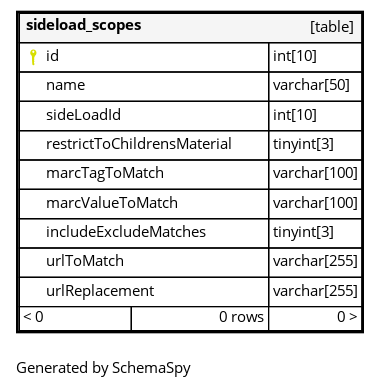 sideload_scopes [table]
id int[10]
name varchar[50]
sideLoadId int[10]
restrictToChildrensMaterial tinyint[3]
marcTagToMatch varchar[100]
marcValueToMatch varchar[100]
includeExcludeMatches tinyint[3]
urlToMatch varchar[255]
urlReplacement varchar[255]
< 0 0 rows 0 >
Generated by SchemaSpy